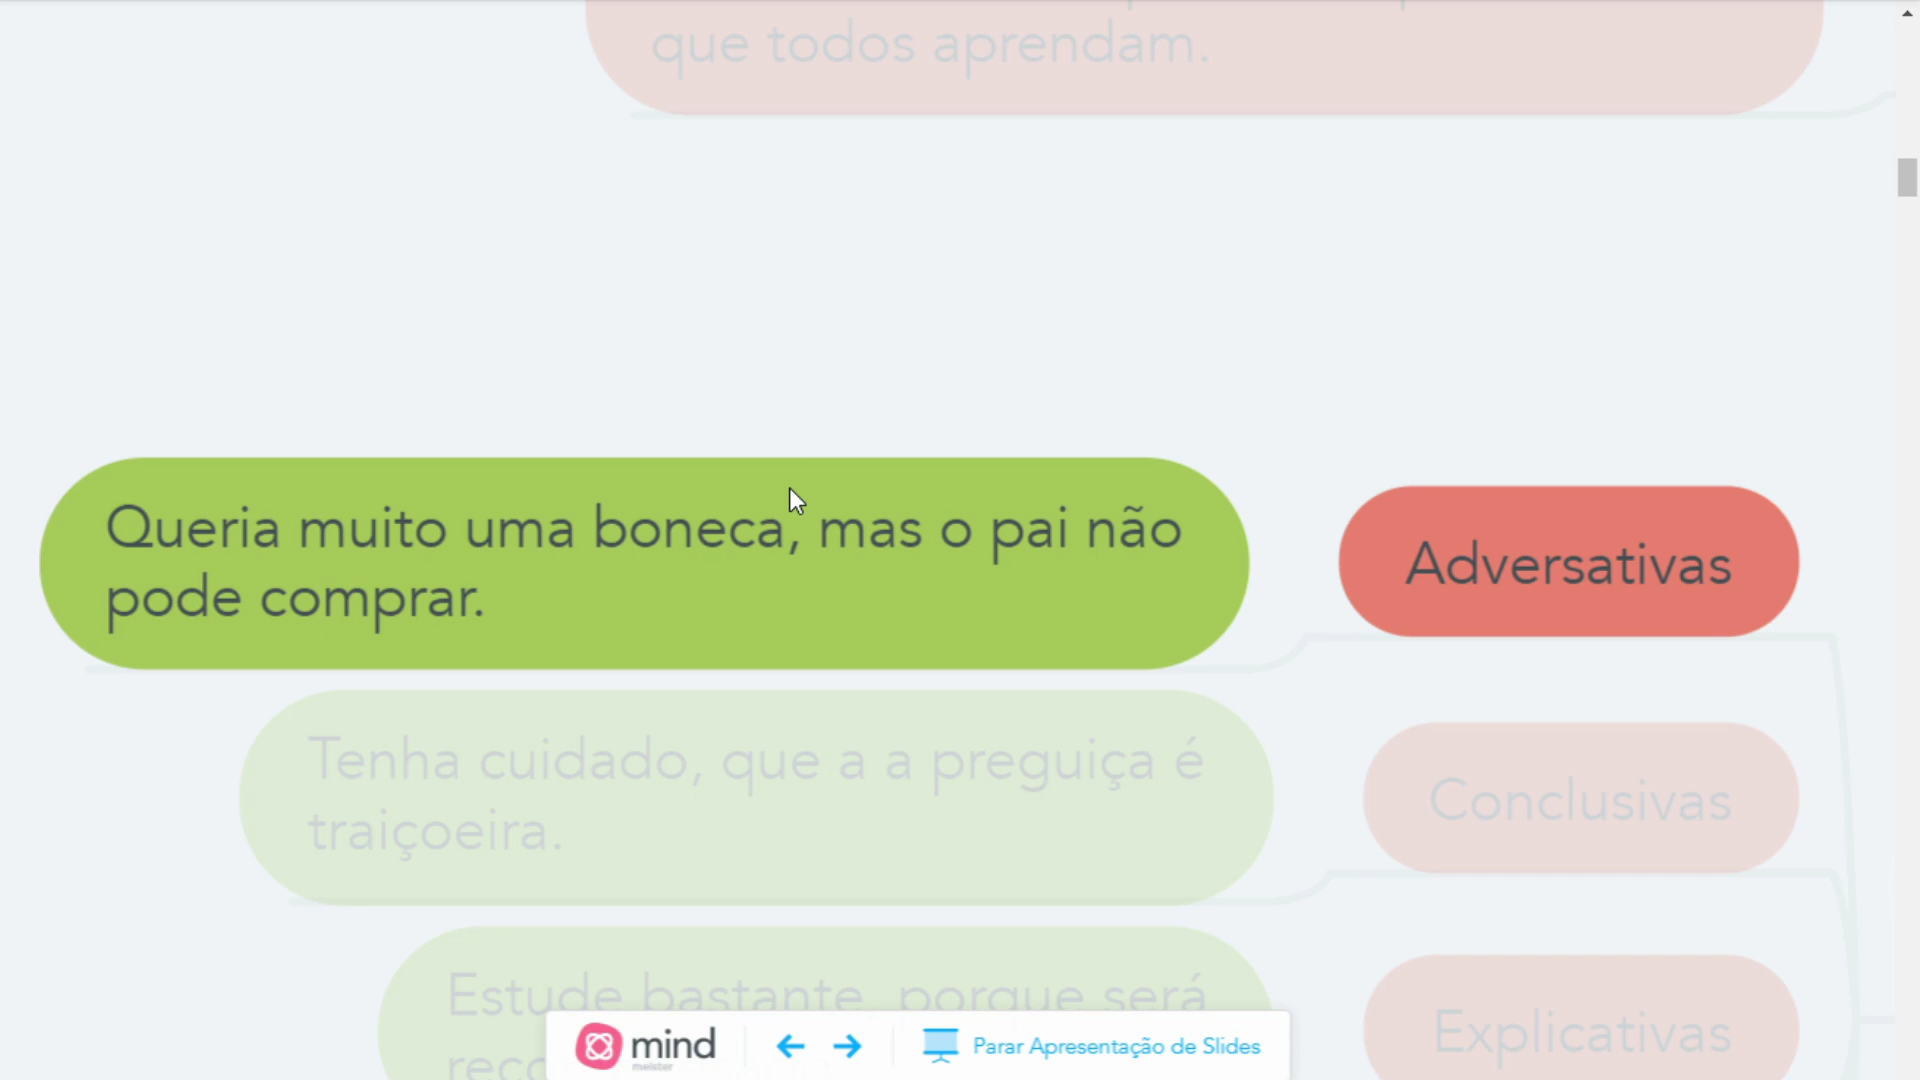 que todos aprendam.
Queria muito uma boneca, mas o pai não
pode comprar.
Adversativas
Tenha cuidado, que a a preguiça é
traiçoeira.
Conclusivas
Estude bastante, porque será
Explicativas
mind
meister
Parar Apresentação de Slides